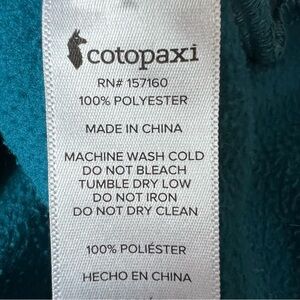 cotopaxi
RN# 157160
100% POLYESTER
MADE IN CHINA
MACHINE WASH COLD
DO NOT BLEACH
TUMBLE DRY LOW
DO NOT IRON
DO NOT DRY CLEAN
100% POLIÉSTER
HECHO EN CHINA